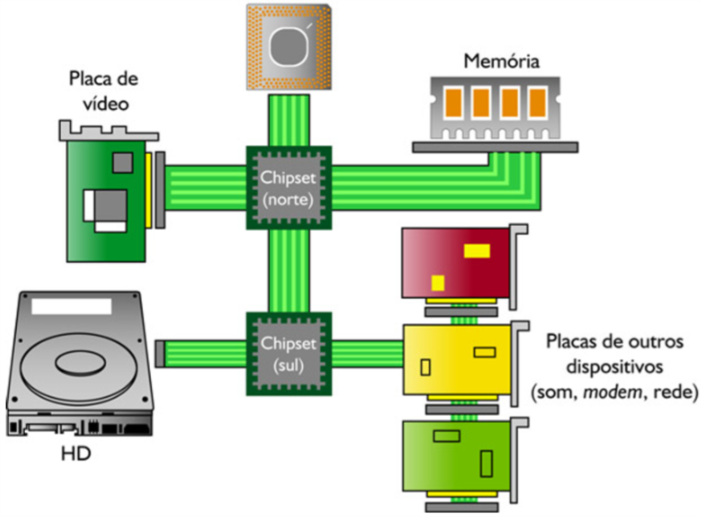 Memória
Placa de
vídeo
Chipset
(norte)
Chipset
(sul)
Placas de outros
dispositivos
(som, modem, rede)
HD